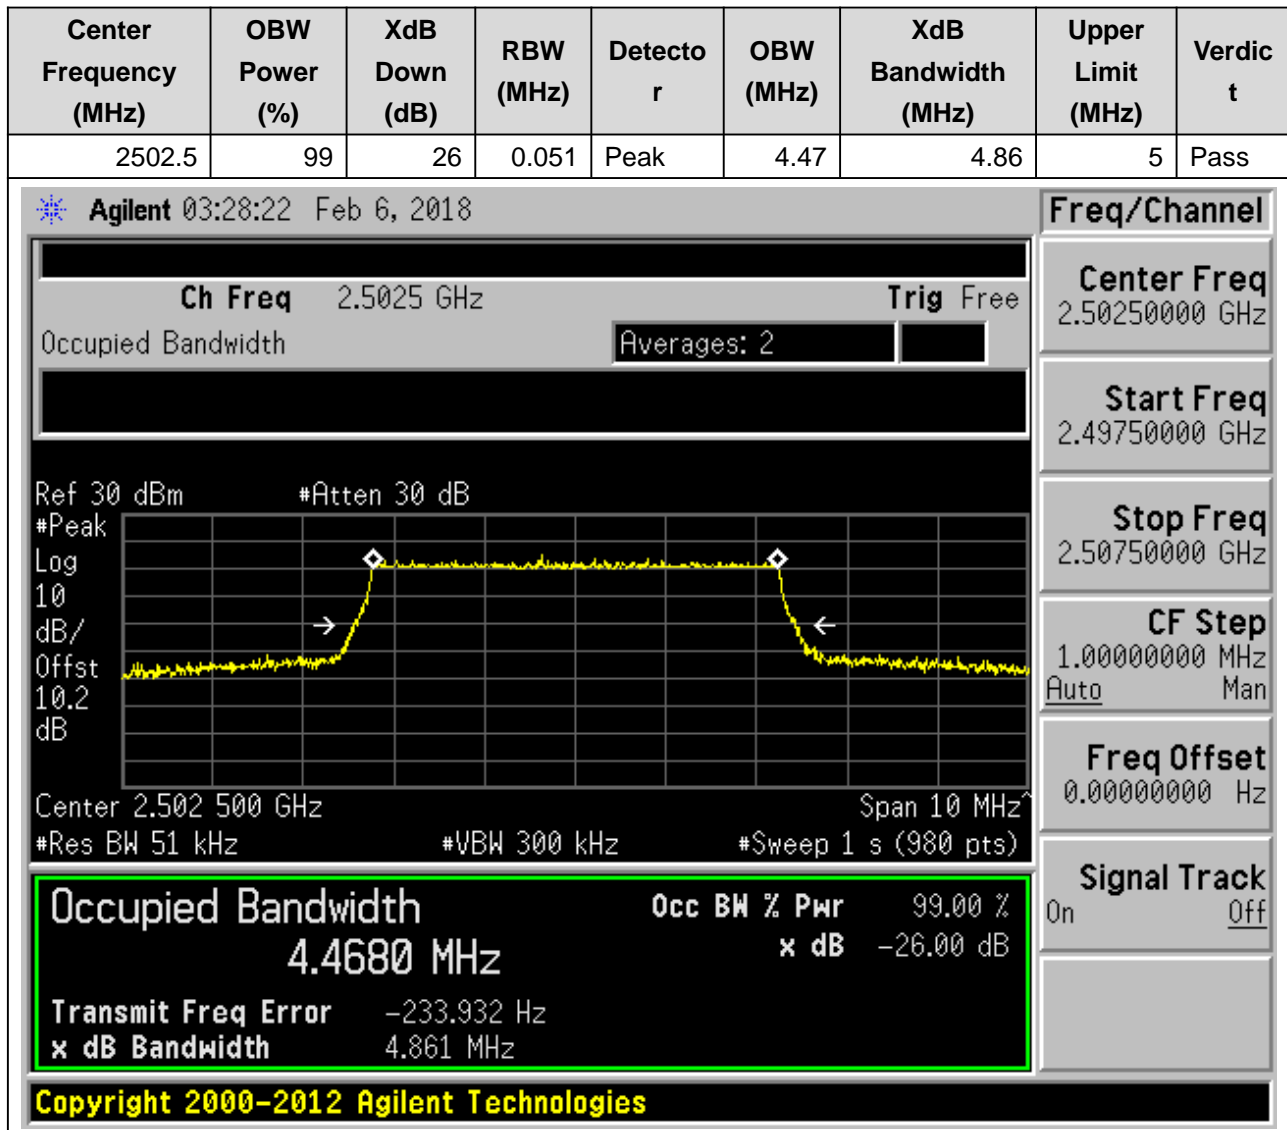 Center Frequency (MHz) OBW Power (%) XdB Down (dB) RBW (MHz) Detecto r OBW (MHz) XdB Bandwidth (MHz) Upper Limit (MHz) Verdic t
2502.5 99 26 0.051 Peak 4.47 4.86 5 Pass
Agilent 03:28:22 Feb 6, 2018
Ch Freq 2.5025 GHz Trig Free
Occupied Bandwidth Averages: 2
Ref 30 dBm #Atten 30 dB
#Peak
Log
10
dB/
Offst
10.2
dB
Center 2.502 500 GHz Span 10 MHz^
#Res BW 51 kHz #VBW 300 kHz #Sweep 1 s (980 pts)
Occupied Bandwidth Occ BW % Pwr 99.00 %
4.4680 MHz x dB -26.00 dB
Transmit Freq Error -233.932 Hz
x dB Bandwidth 4.861 MHz
Copyright 2000-2012 Agilent Technologies
Freq/Channel
Center Freq
2.50250000 GHz
Start Freq
2.49750000 GHz
Stop Freq
2.50750000 GHz
CF Step
1.00000000 MHz
Auto Man
Freq Offset
0.00000000 Hz
Signal Track
On Off